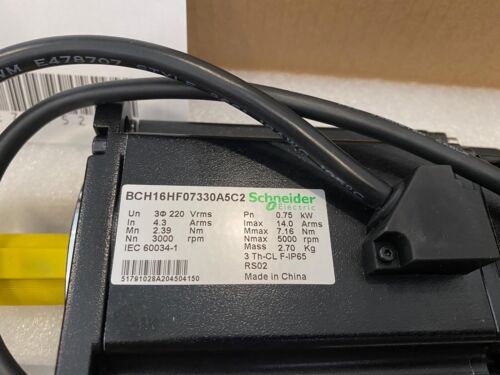 E478707
BCH16HF07330A5C2 Schneider Electric
Un 3Φ 220 Vrms Pn 0.75 kW
In 4.3 Arms Imax 14.0 Arms
Mn 2.39 Nm Mmax 7.16 Nm
Nn 3000 rpm Nmax 5000 rpm
IEC 60034-1 Mass 2.70 Kg
3 Th-CL F-IP65
RS02
51791028A204504150 Made in China